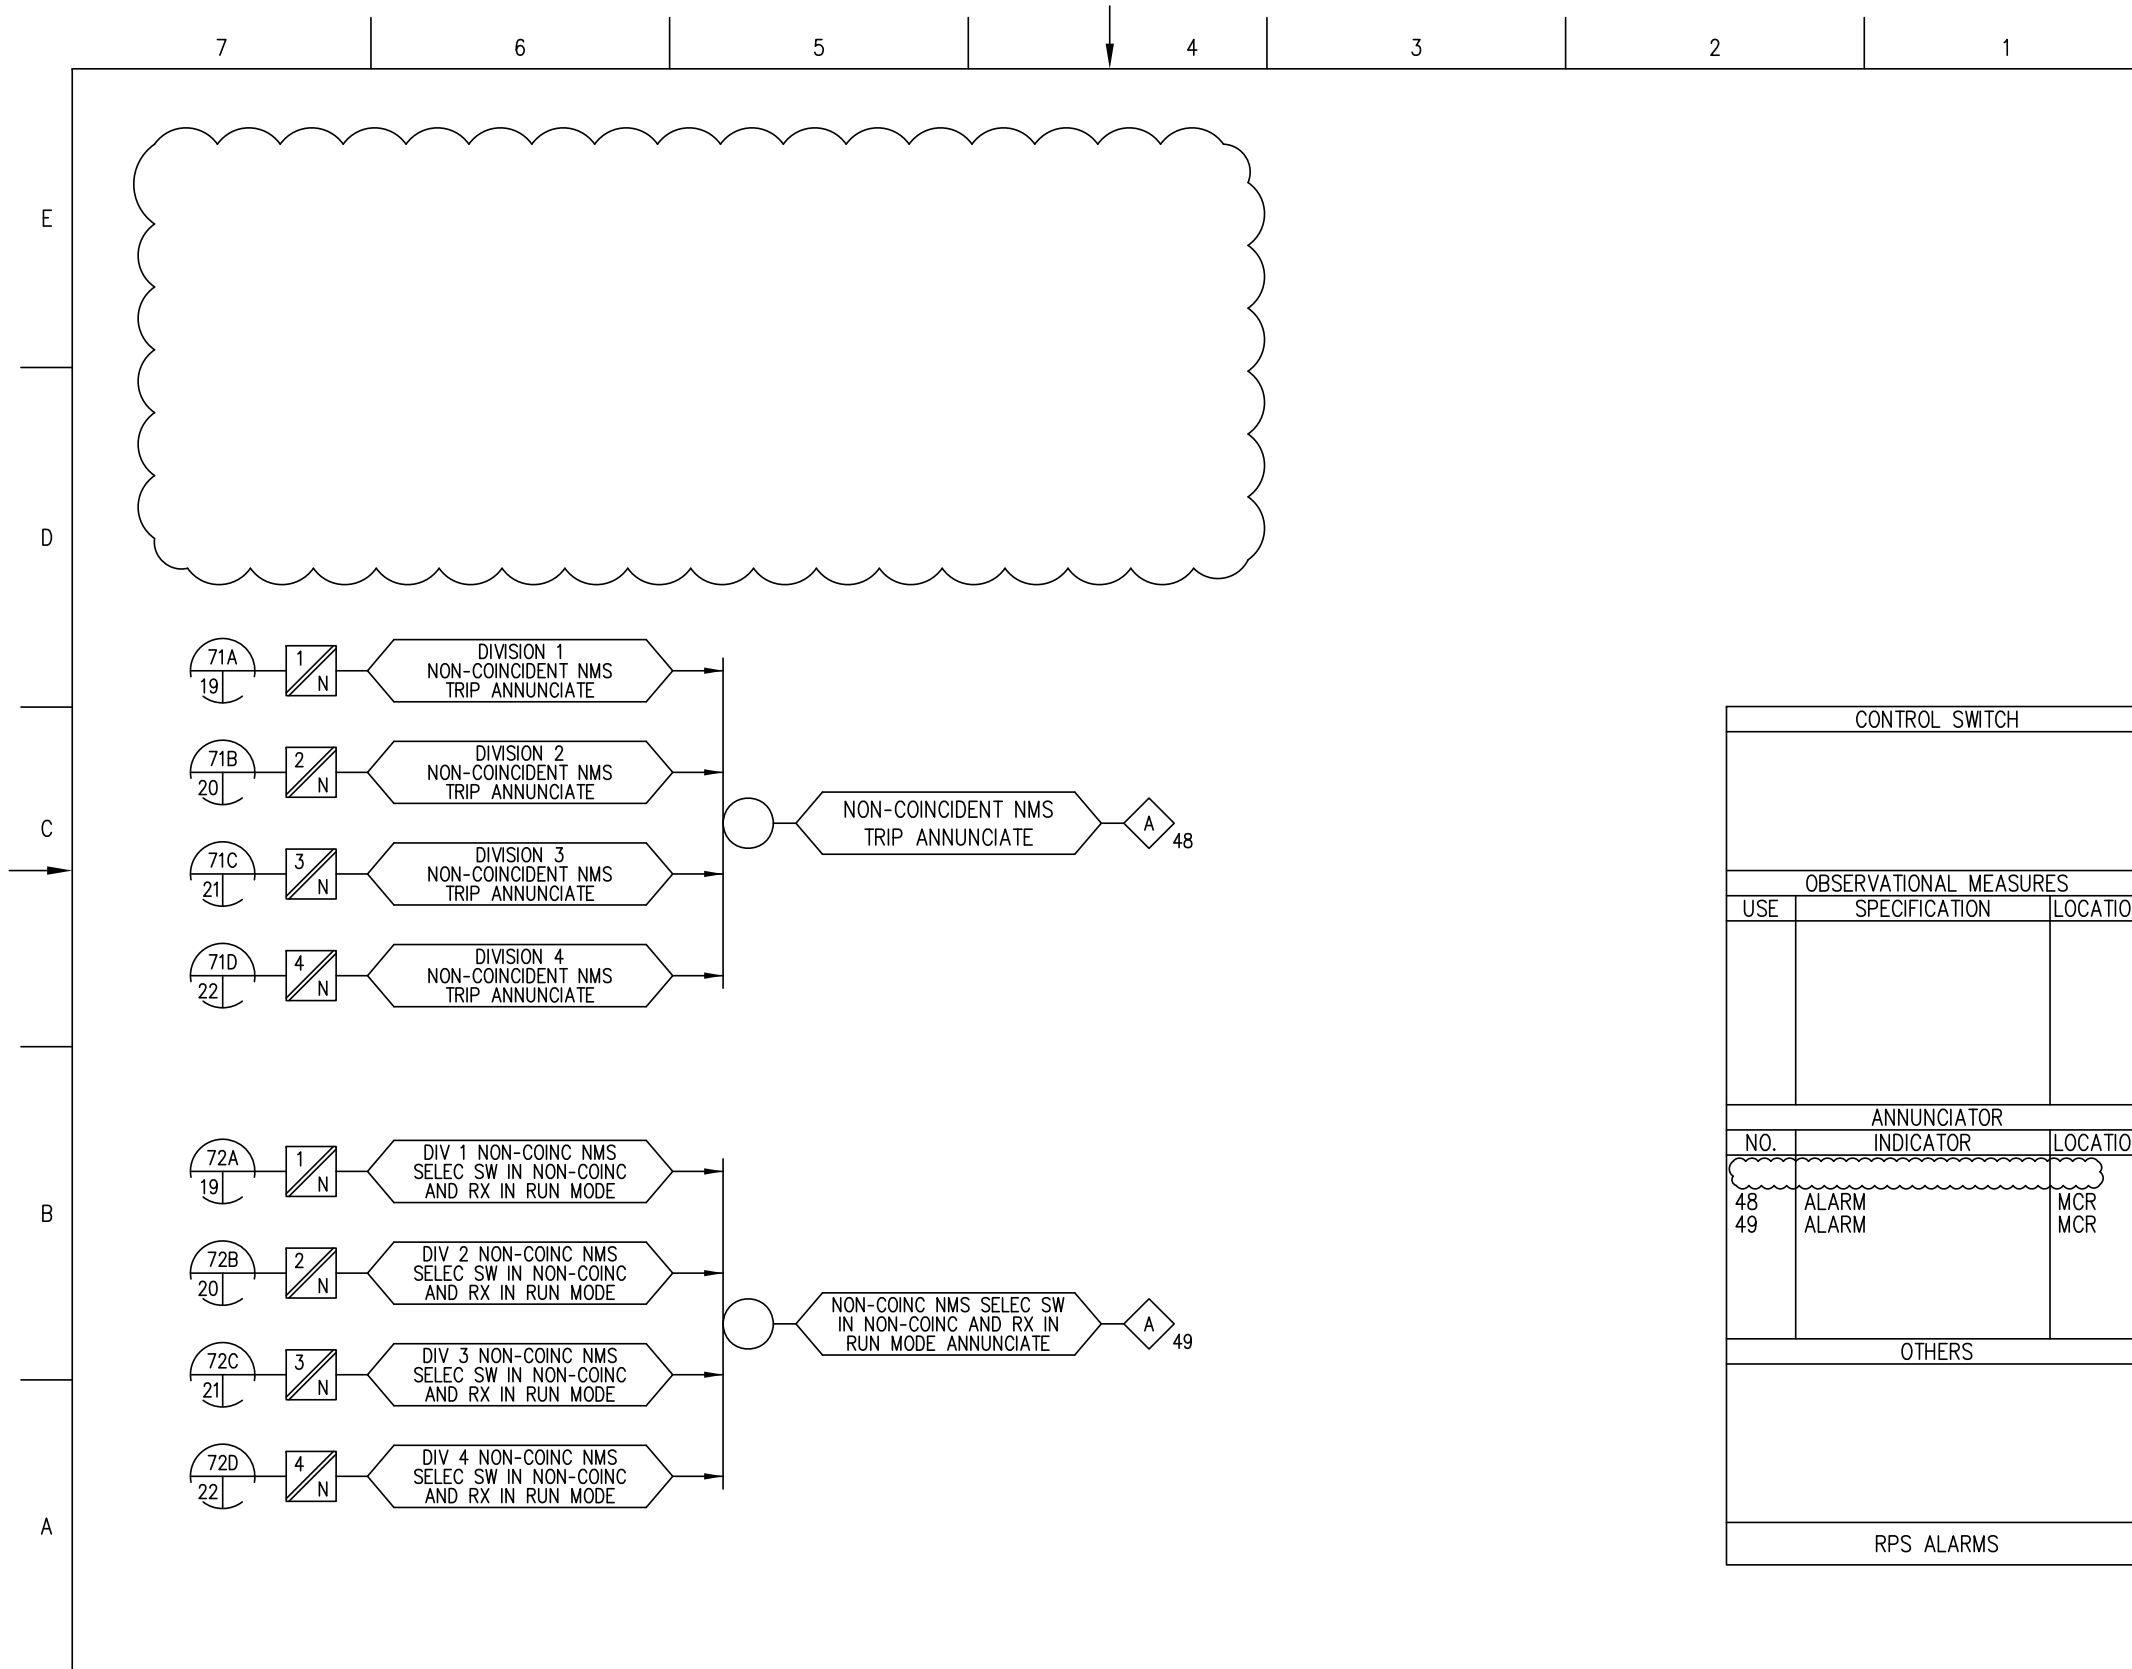 7 6 5 4 3 2 1
E
D
C
B
A
71A
19
1
N
DIVISION 1
NON-COINCIDENT NMS
TRIP ANNUNCIATE
71B
20
2
N
DIVISION 2
NON-COINCIDENT NMS
TRIP ANNUNCIATE
71C
21
3
N
DIVISION 3
NON-COINCIDENT NMS
TRIP ANNUNCIATE
71D
22
4
N
DIVISION 4
NON-COINCIDENT NMS
TRIP ANNUNCIATE
NON-COINCIDENT NMS
TRIP ANNUNCIATE
A
48
72A
19
1
N
DIV 1 NON-COINC NMS
SELEC SW IN NON-COINC
AND RX IN RUN MODE
72B
20
2
N
DIV 2 NON-COINC NMS
SELEC SW IN NON-COINC
AND RX IN RUN MODE
72C
21
3
N
DIV 3 NON-COINC NMS
SELEC SW IN NON-COINC
AND RX IN RUN MODE
72D
22
4
N
DIV 4 NON-COINC NMS
SELEC SW IN NON-COINC
AND RX IN RUN MODE
NON-COINC NMS SELEC SW
IN NON-COINC AND RX IN
RUN MODE ANNUNCIATE
A
49
CONTROL SWITCH
OBSERVATIONAL MEASURES
USE SPECIFICATION LOCATIO
ANNUNCIATOR
NO. INDICATOR LOCATIO
48 ALARM MCR
49 ALARM MCR
OTHERS
RPS ALARMS